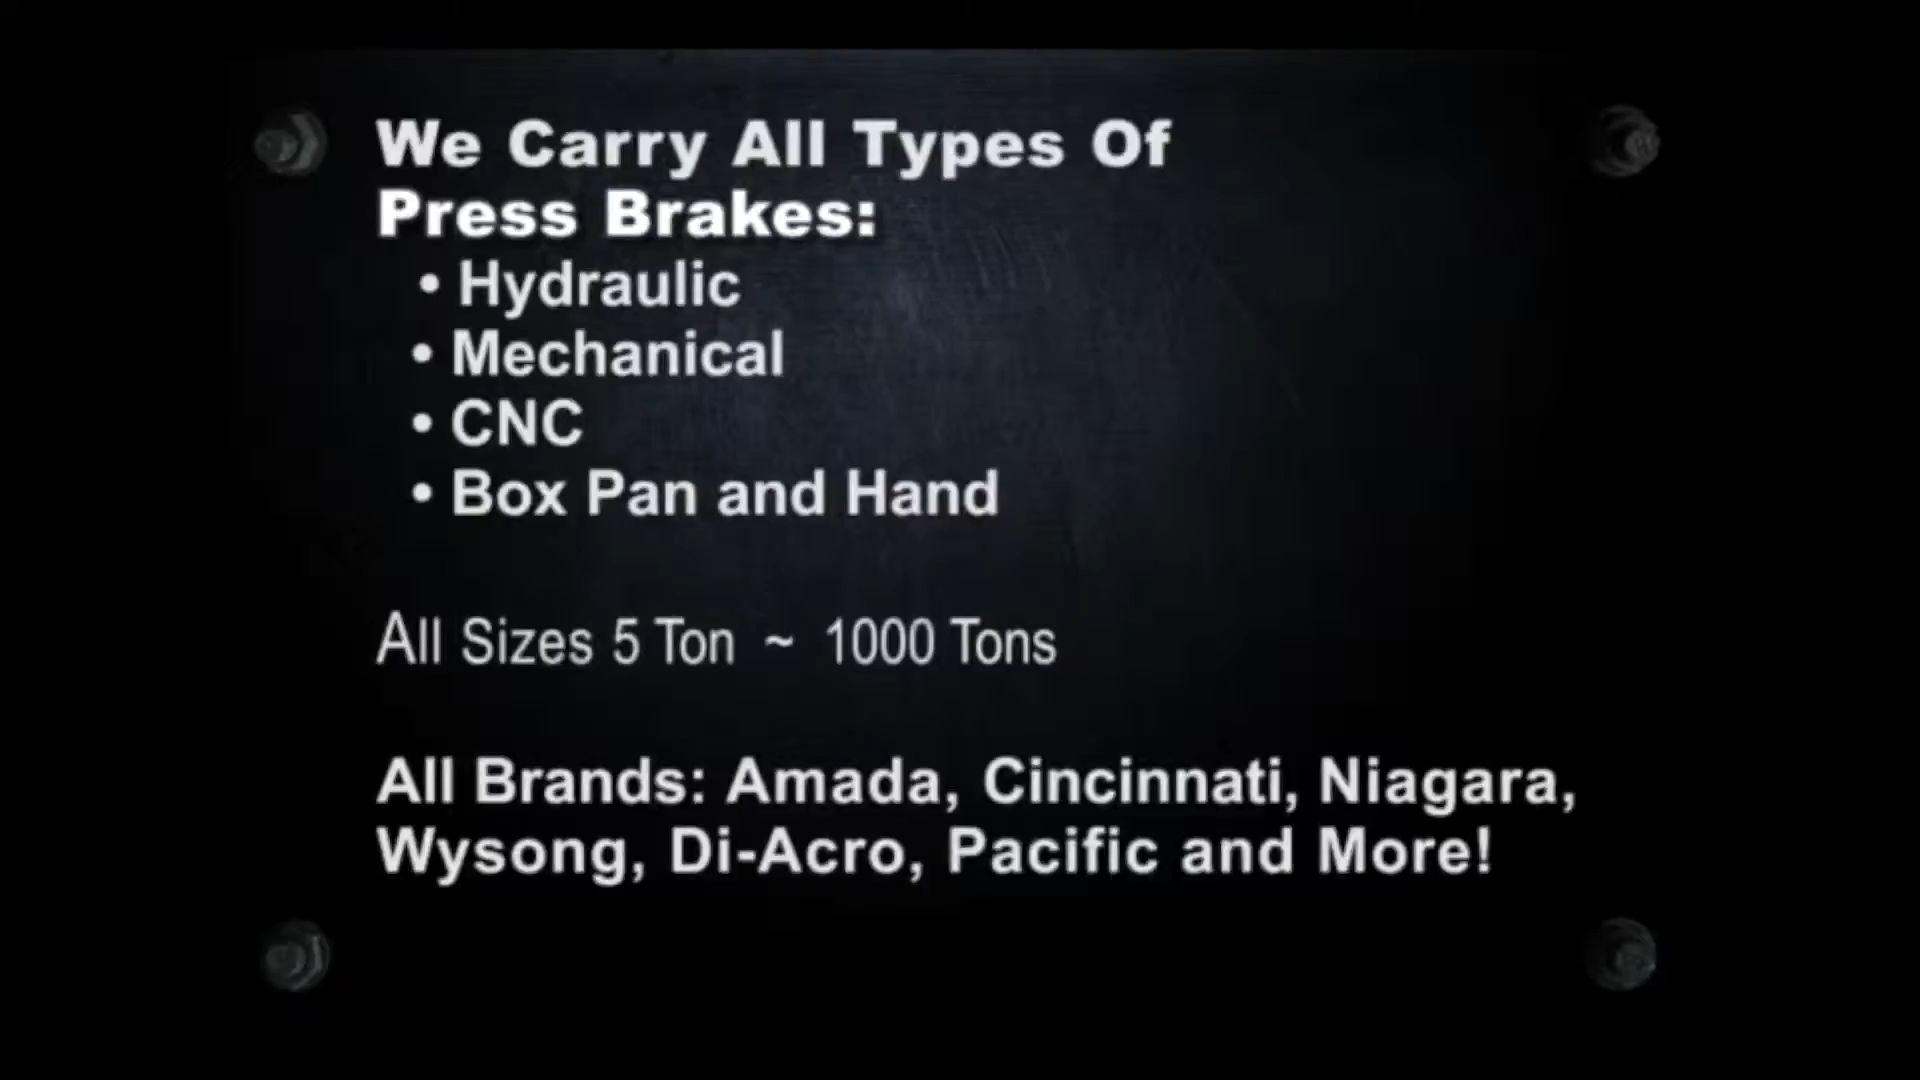 We Carry All Types Of
Press Brakes:
• Hydraulic
• Mechanical
• CNC
• Box Pan and Hand
All Sizes 5 Ton ~ 1000 Tons
All Brands: Amada, Cincinnati, Niagara,
Wysong, Di-Acro, Pacific and More!